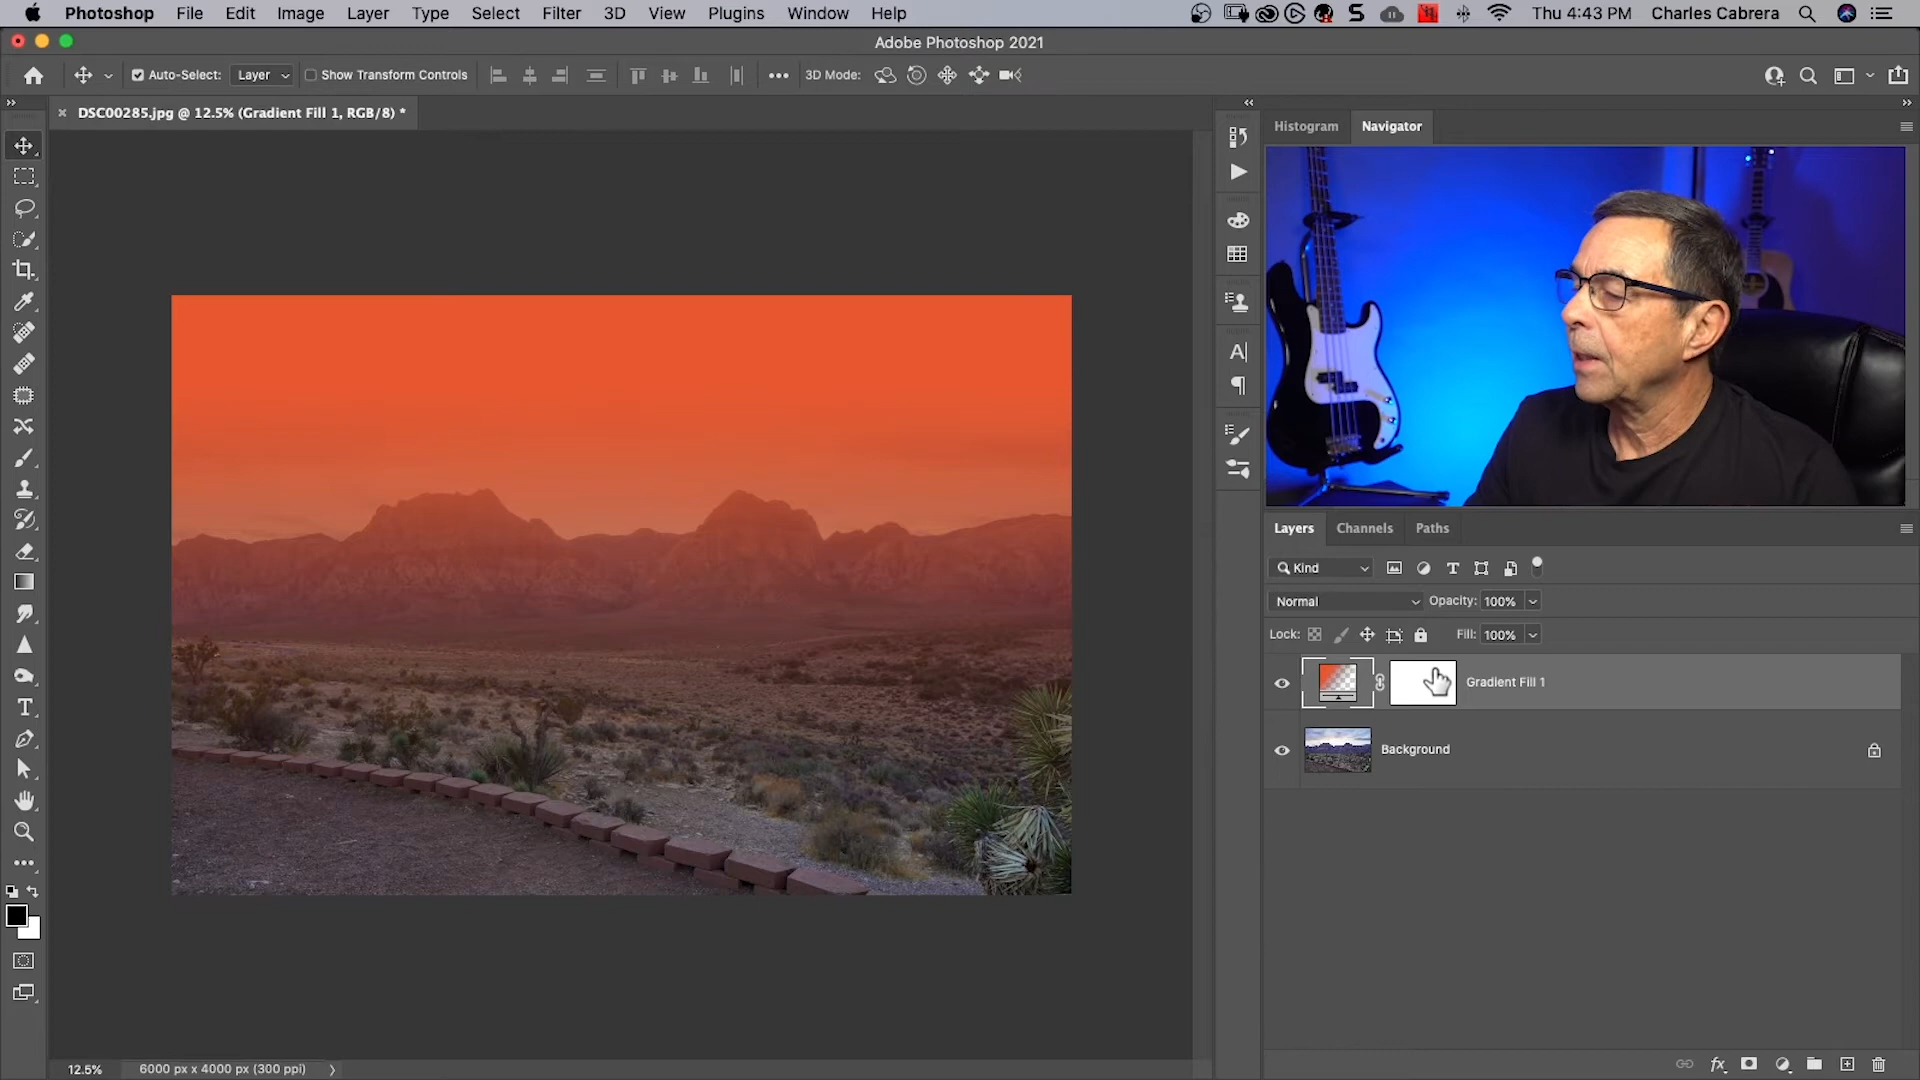 Photoshop File Edit Image Layer Type Select Filter 3D View Plugins Window Help Thu 4:43 PM Charles Cabrera
Adobe Photoshop 2021
Auto-Select: Layer Show Transform Controls 3D Mode:
DSC00285.jpg @ 12.5% (Gradient Fill 1, RGB/8) *
Histogram Navigator
Layers Channels Paths
Kind
Normal Opacity: 100%
Lock: Fill: 100%
Gradient Fill 1
Background
12.5% 6000 px x 4000 px (300 ppi)